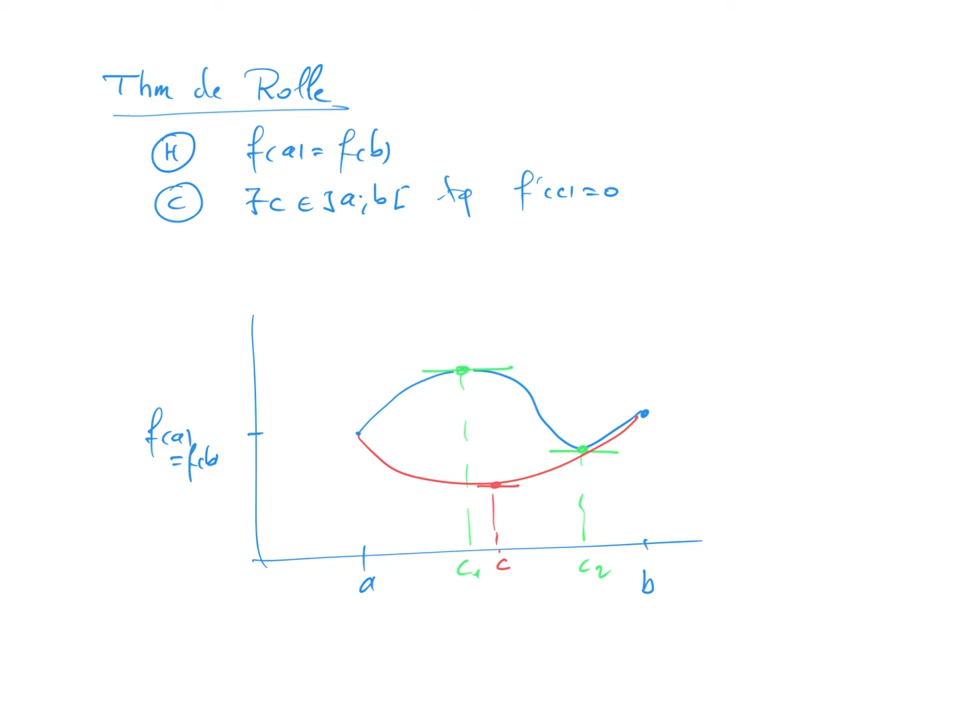 Thm de Rolle
H f(a) = f(b)
C ∃c ∈ ]a;b[ tq f'(c) = 0
f(a)
= f(b)
c₁ c c₂
a b